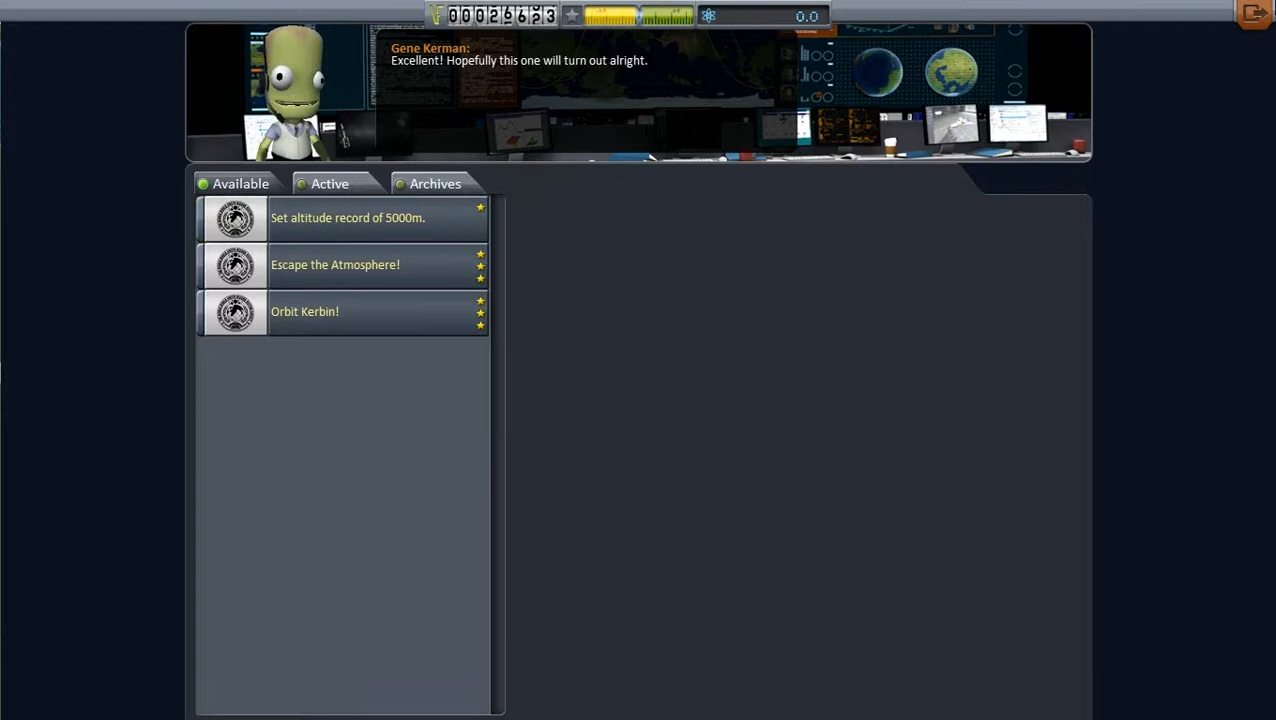 0.0
Gene Kerman:
Excellent! Hopefully this one will turn out alright.
Available
Active
Archives
Set altitude record of 5000m.
Escape the Atmosphere!
Orbit Kerbin!